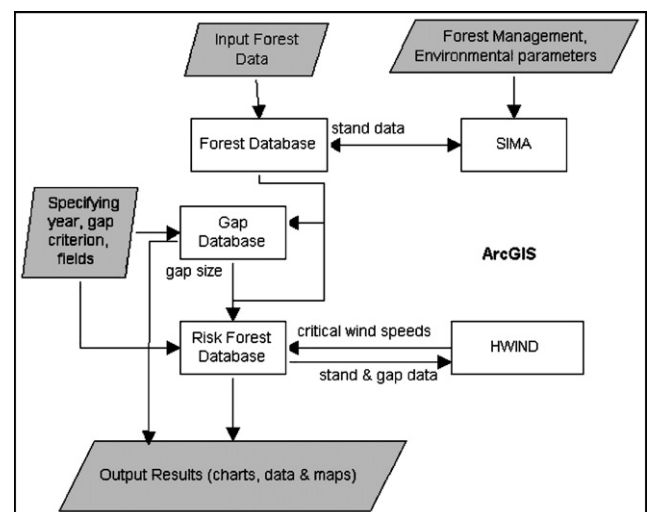 Input Forest
Data
Forest Management,
Environmental parameters
Forest Database
stand data
SIMA
Specifying
year, gap
criterion,
fields
Gap
Database
ArcGIS
gap size
Risk Forest
Database
critical wind speeds
HWIND
stand & gap data
Output Results (charts, data & maps)